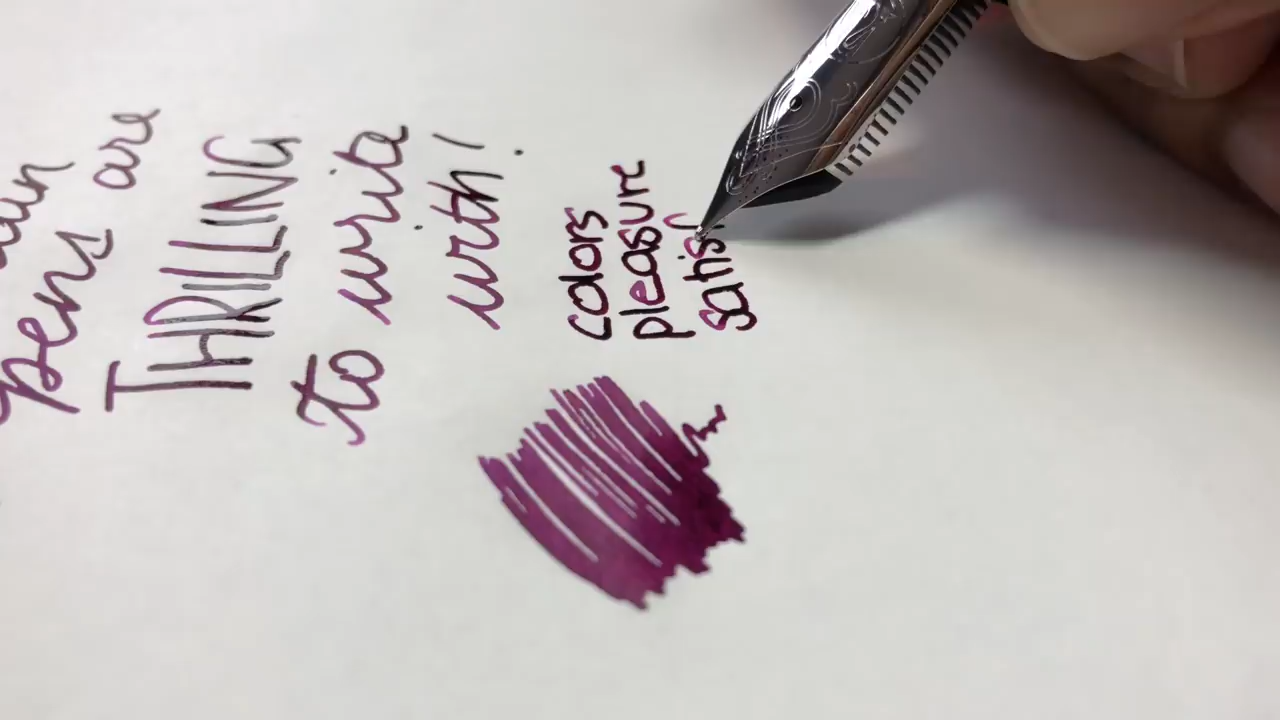 pens are
THRILLING
to write
with!
colors
pleasure
satis